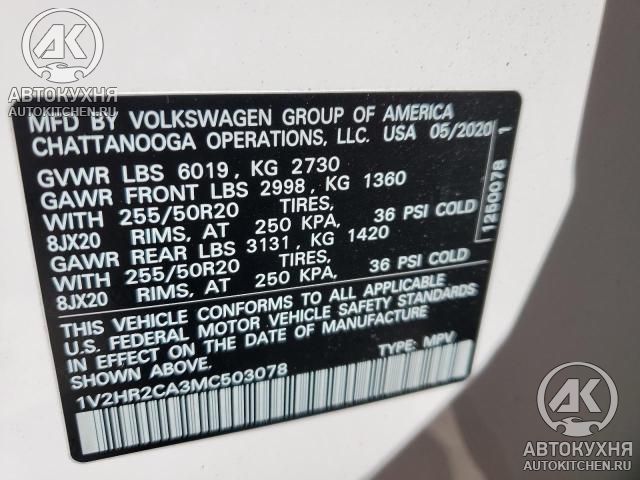 АК
АВТОКУХНЯ
AUTOKITCHEN.RU
MFD BY VOLKSWAGEN GROUP OF AMERICA
CHATTANOOGA OPERATIONS, LLC. USA 05/2020
GVWR LBS 6019, KG 2730
GAWR FRONT LBS 2998, KG 1360
WITH 255/50R20 TIRES,
8JX20 RIMS, AT 250 KPA, 36 PSI COLD
GAWR REAR LBS 3131, KG 1420
WITH 255/50R20 TIRES,
8JX20 RIMS, AT 250 KPA, 36 PSI COLD
THIS VEHICLE CONFORMS TO ALL APPLICABLE
U.S. FEDERAL MOTOR VEHICLE SAFETY STANDARDS
IN EFFECT ON THE DATE OF MANUFACTURE
SHOWN ABOVE.
1V2HR2CA3MC503078 TYPE: MPV
1250078 1
АК
АВТОКУХНЯ
AUTOKITCHEN.RU